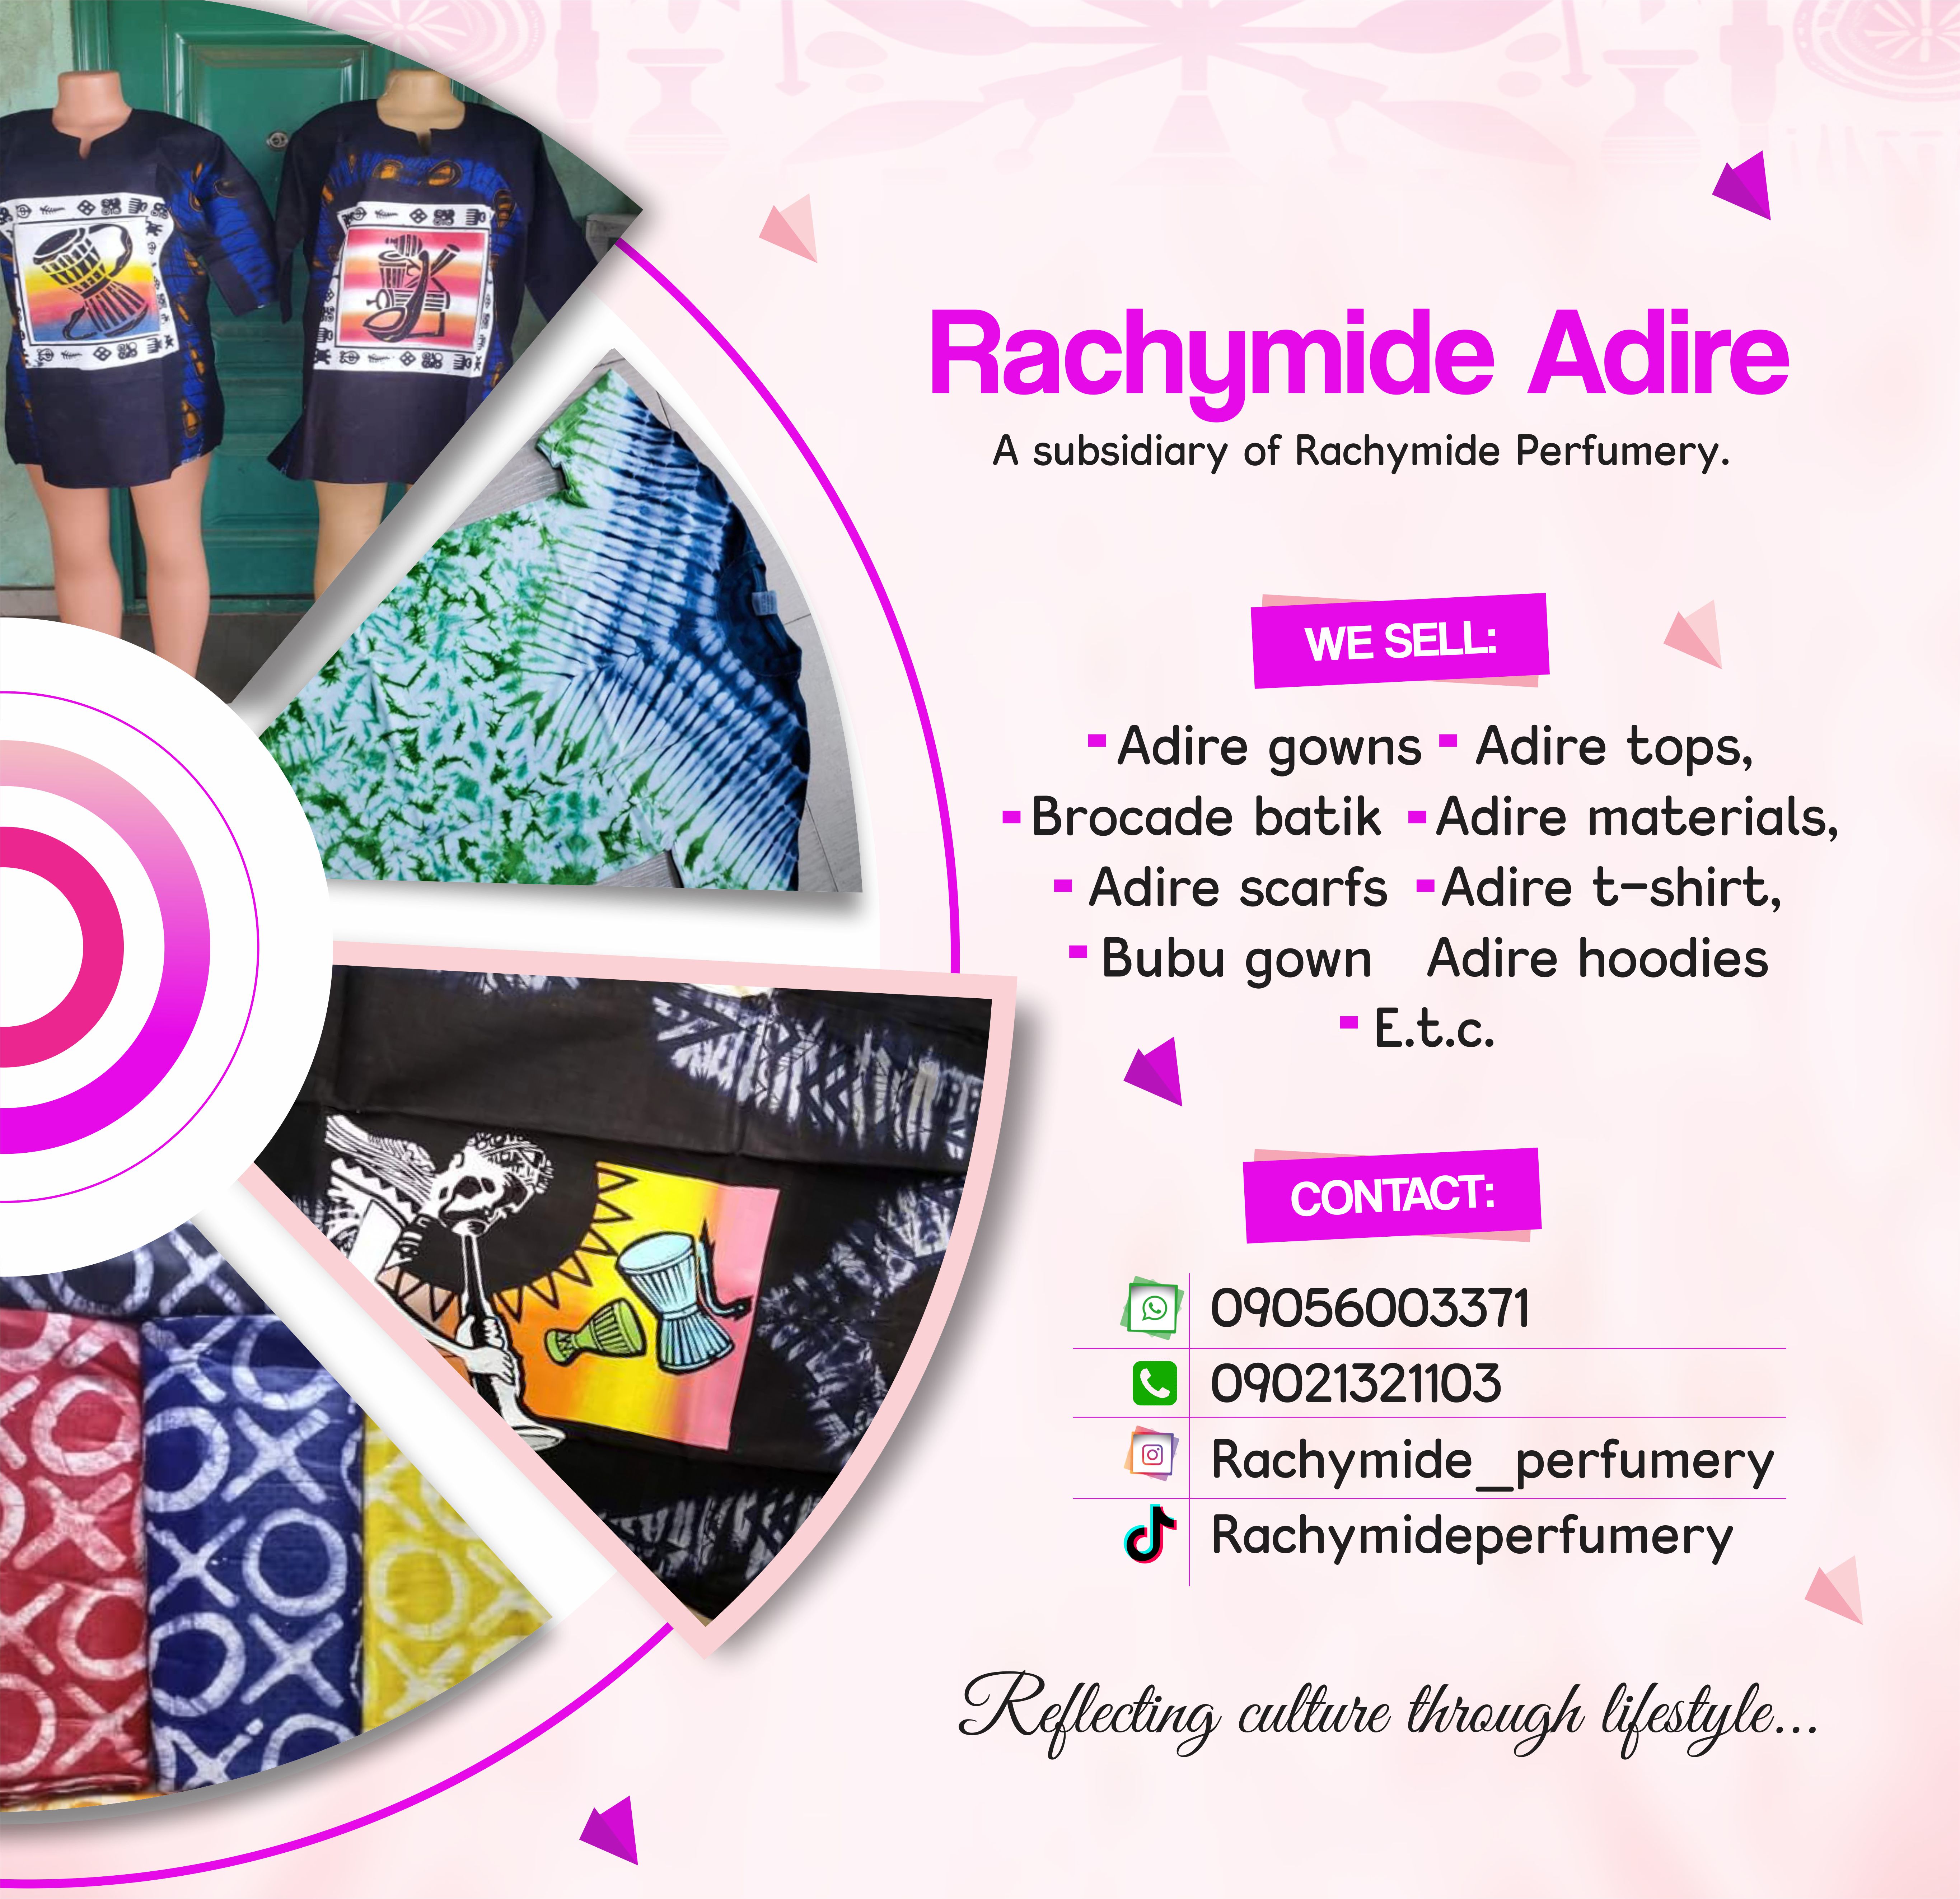 Rachymide Adire
A subsidiary of Rachymide Perfumery.
WE SELL:
- Adire gowns - Adire tops,
- Brocade batik - Adire materials,
- Adire scarfs - Adire t-shirt,
- Bubu gown Adire hoodies
- E.t.c.
CONTACT:
09056003371
09021321103
Rachymide_perfumery
Rachymideperfumery
Reflecting culture through lifestyle...